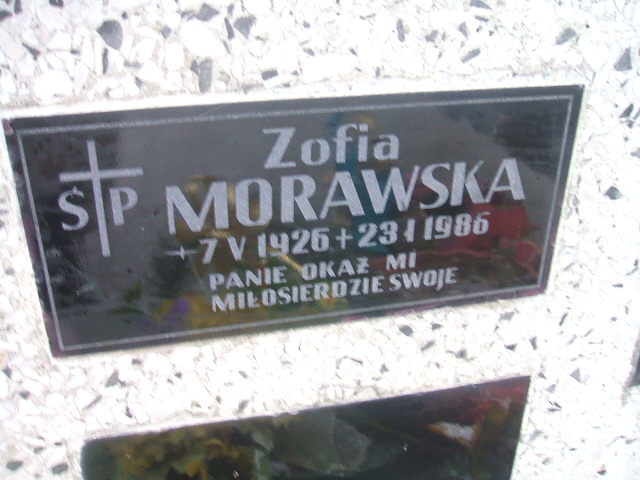 Zofia
Ś P MORAWSKA
*7 V 1926 + 23 I 1986
PANIE OKAŻ MI
MIŁOSIERDZIE SWOJE